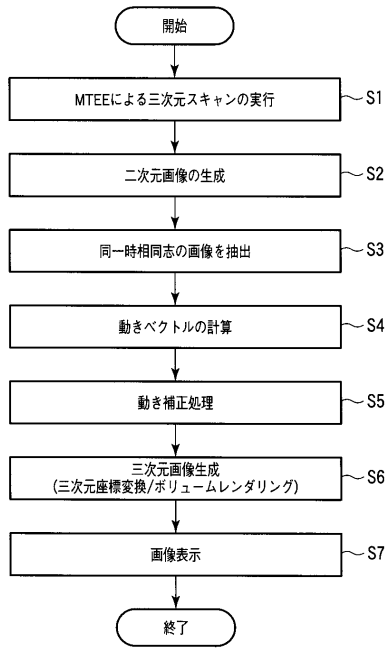 開始
MTEEによる三次元スキャンの実行
S1
二次元画像の生成
S2
同一時相同志の画像を抽出
S3
動きベクトルの計算
S4
動き補正処理
S5
三次元画像生成
(三次元座標変換/ボリュームレンダリング)
S6
画像表示
S7
終了